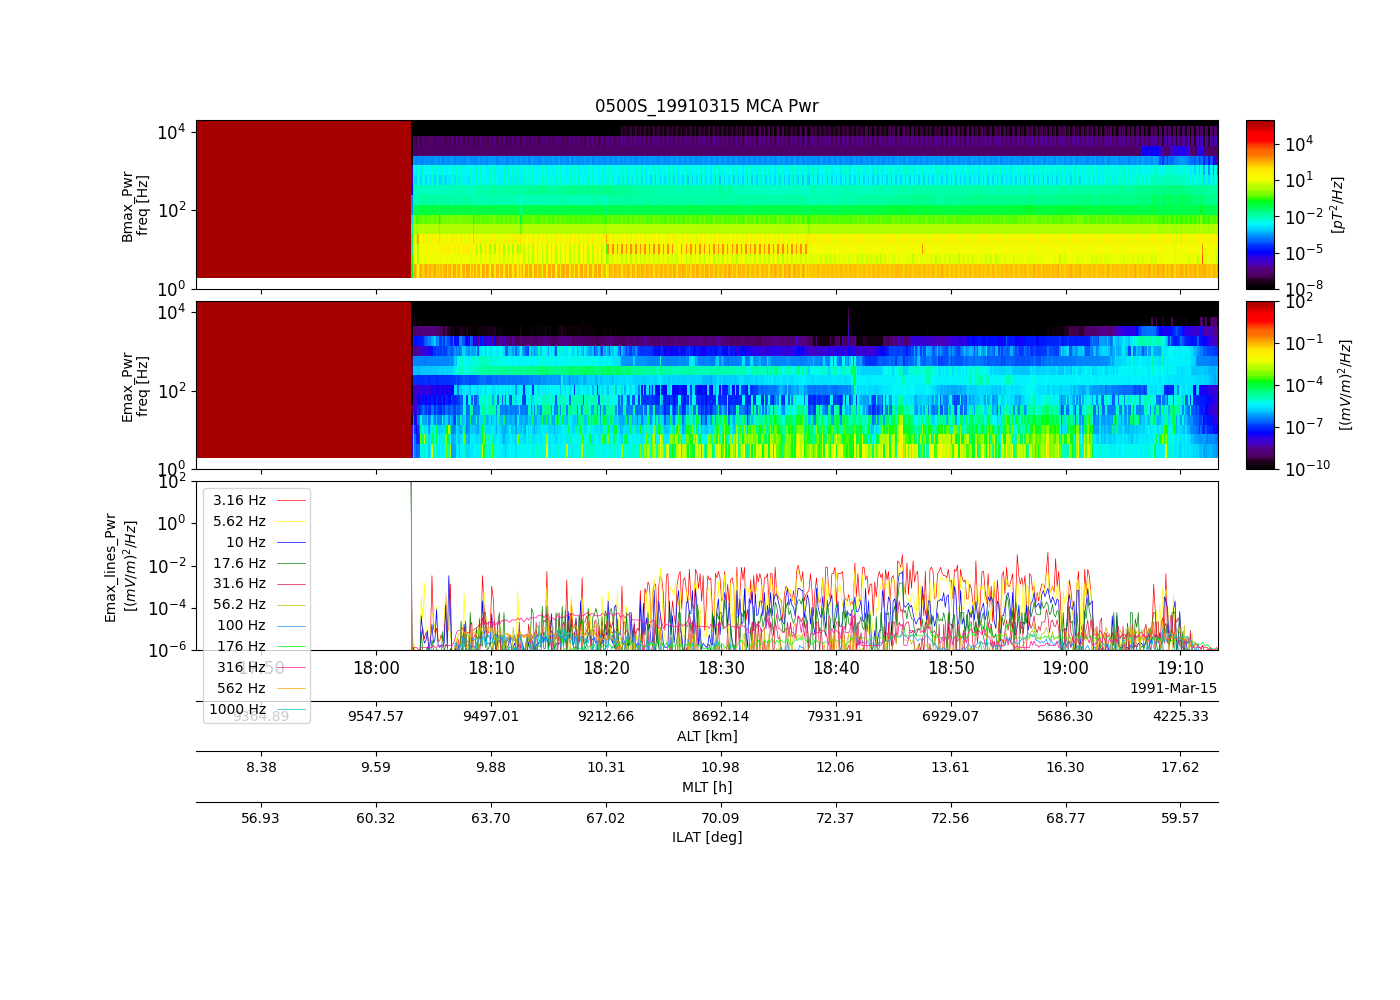 0500S_19910315 MCA Pwr
Bmax_Pwr
freq [Hz]
10^4
10^2
10^0
10^4
10^1
10^-2
10^-5
10^-8
[pT^2/Hz]
Emax_Pwr
freq [Hz]
10^4
10^2
10^0
10^2
10^-1
10^-4
10^-7
10^-10
[(mV/m)^2/Hz]
Emax_lines_Pwr
[(mV/m)^2/Hz]
10^2
10^0
10^-2
10^-4
10^-6
3.16 Hz
5.62 Hz
10 Hz
17.6 Hz
31.6 Hz
56.2 Hz
100 Hz
176 Hz
316 Hz
562 Hz
1000 Hz
17:50 18:00 18:10 18:20 18:30 18:40 18:50 19:00 19:10
1991-Mar-15
9364.89 9547.57 9497.01 9212.66 8692.14 7931.91 6929.07 5686.30 4225.33
ALT [km]
8.38 9.59 9.88 10.31 10.98 12.06 13.61 16.30 17.62
MLT [h]
56.93 60.32 63.70 67.02 70.09 72.37 72.56 68.77 59.57
ILAT [deg]